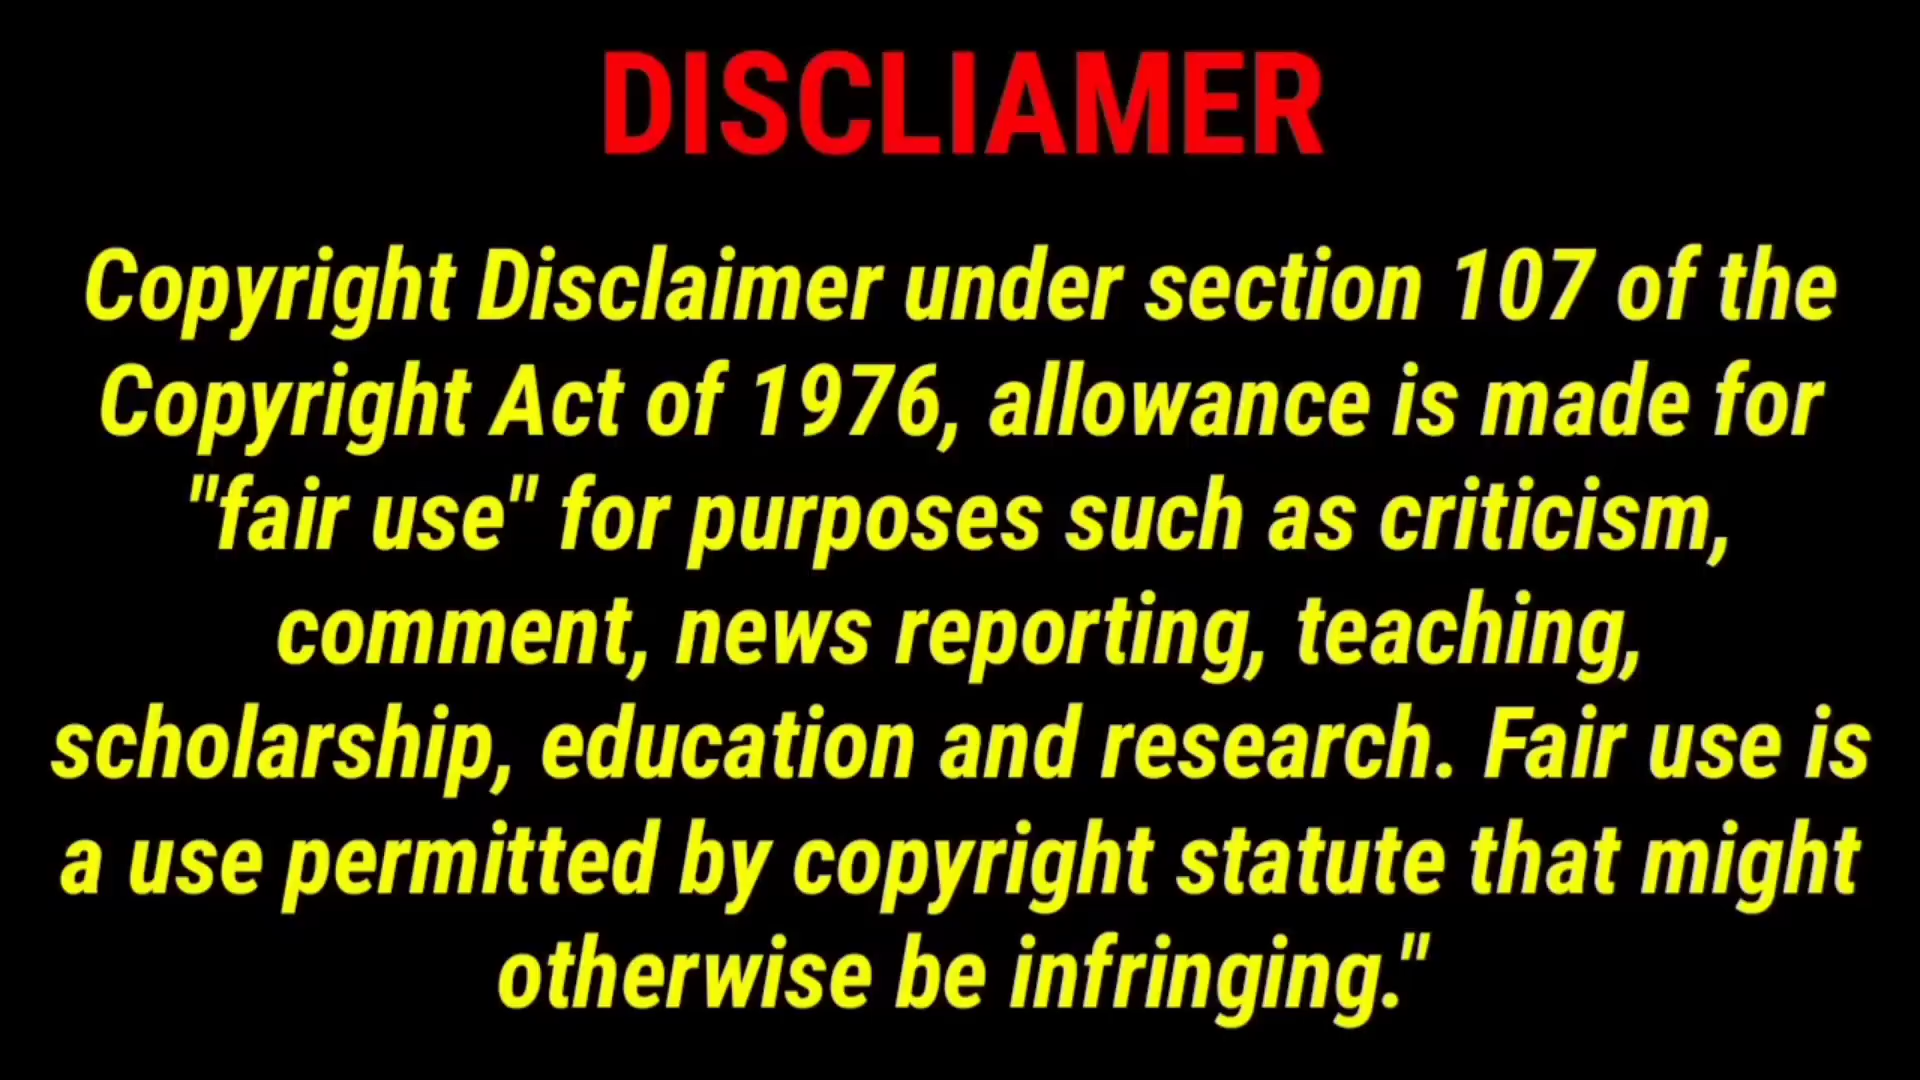 DISCLIAMER
Copyright Disclaimer under section 107 of the
Copyright Act of 1976, allowance is made for
"fair use" for purposes such as criticism,
comment, news reporting, teaching,
scholarship, education and research. Fair use is
a use permitted by copyright statute that might
otherwise be infringing."